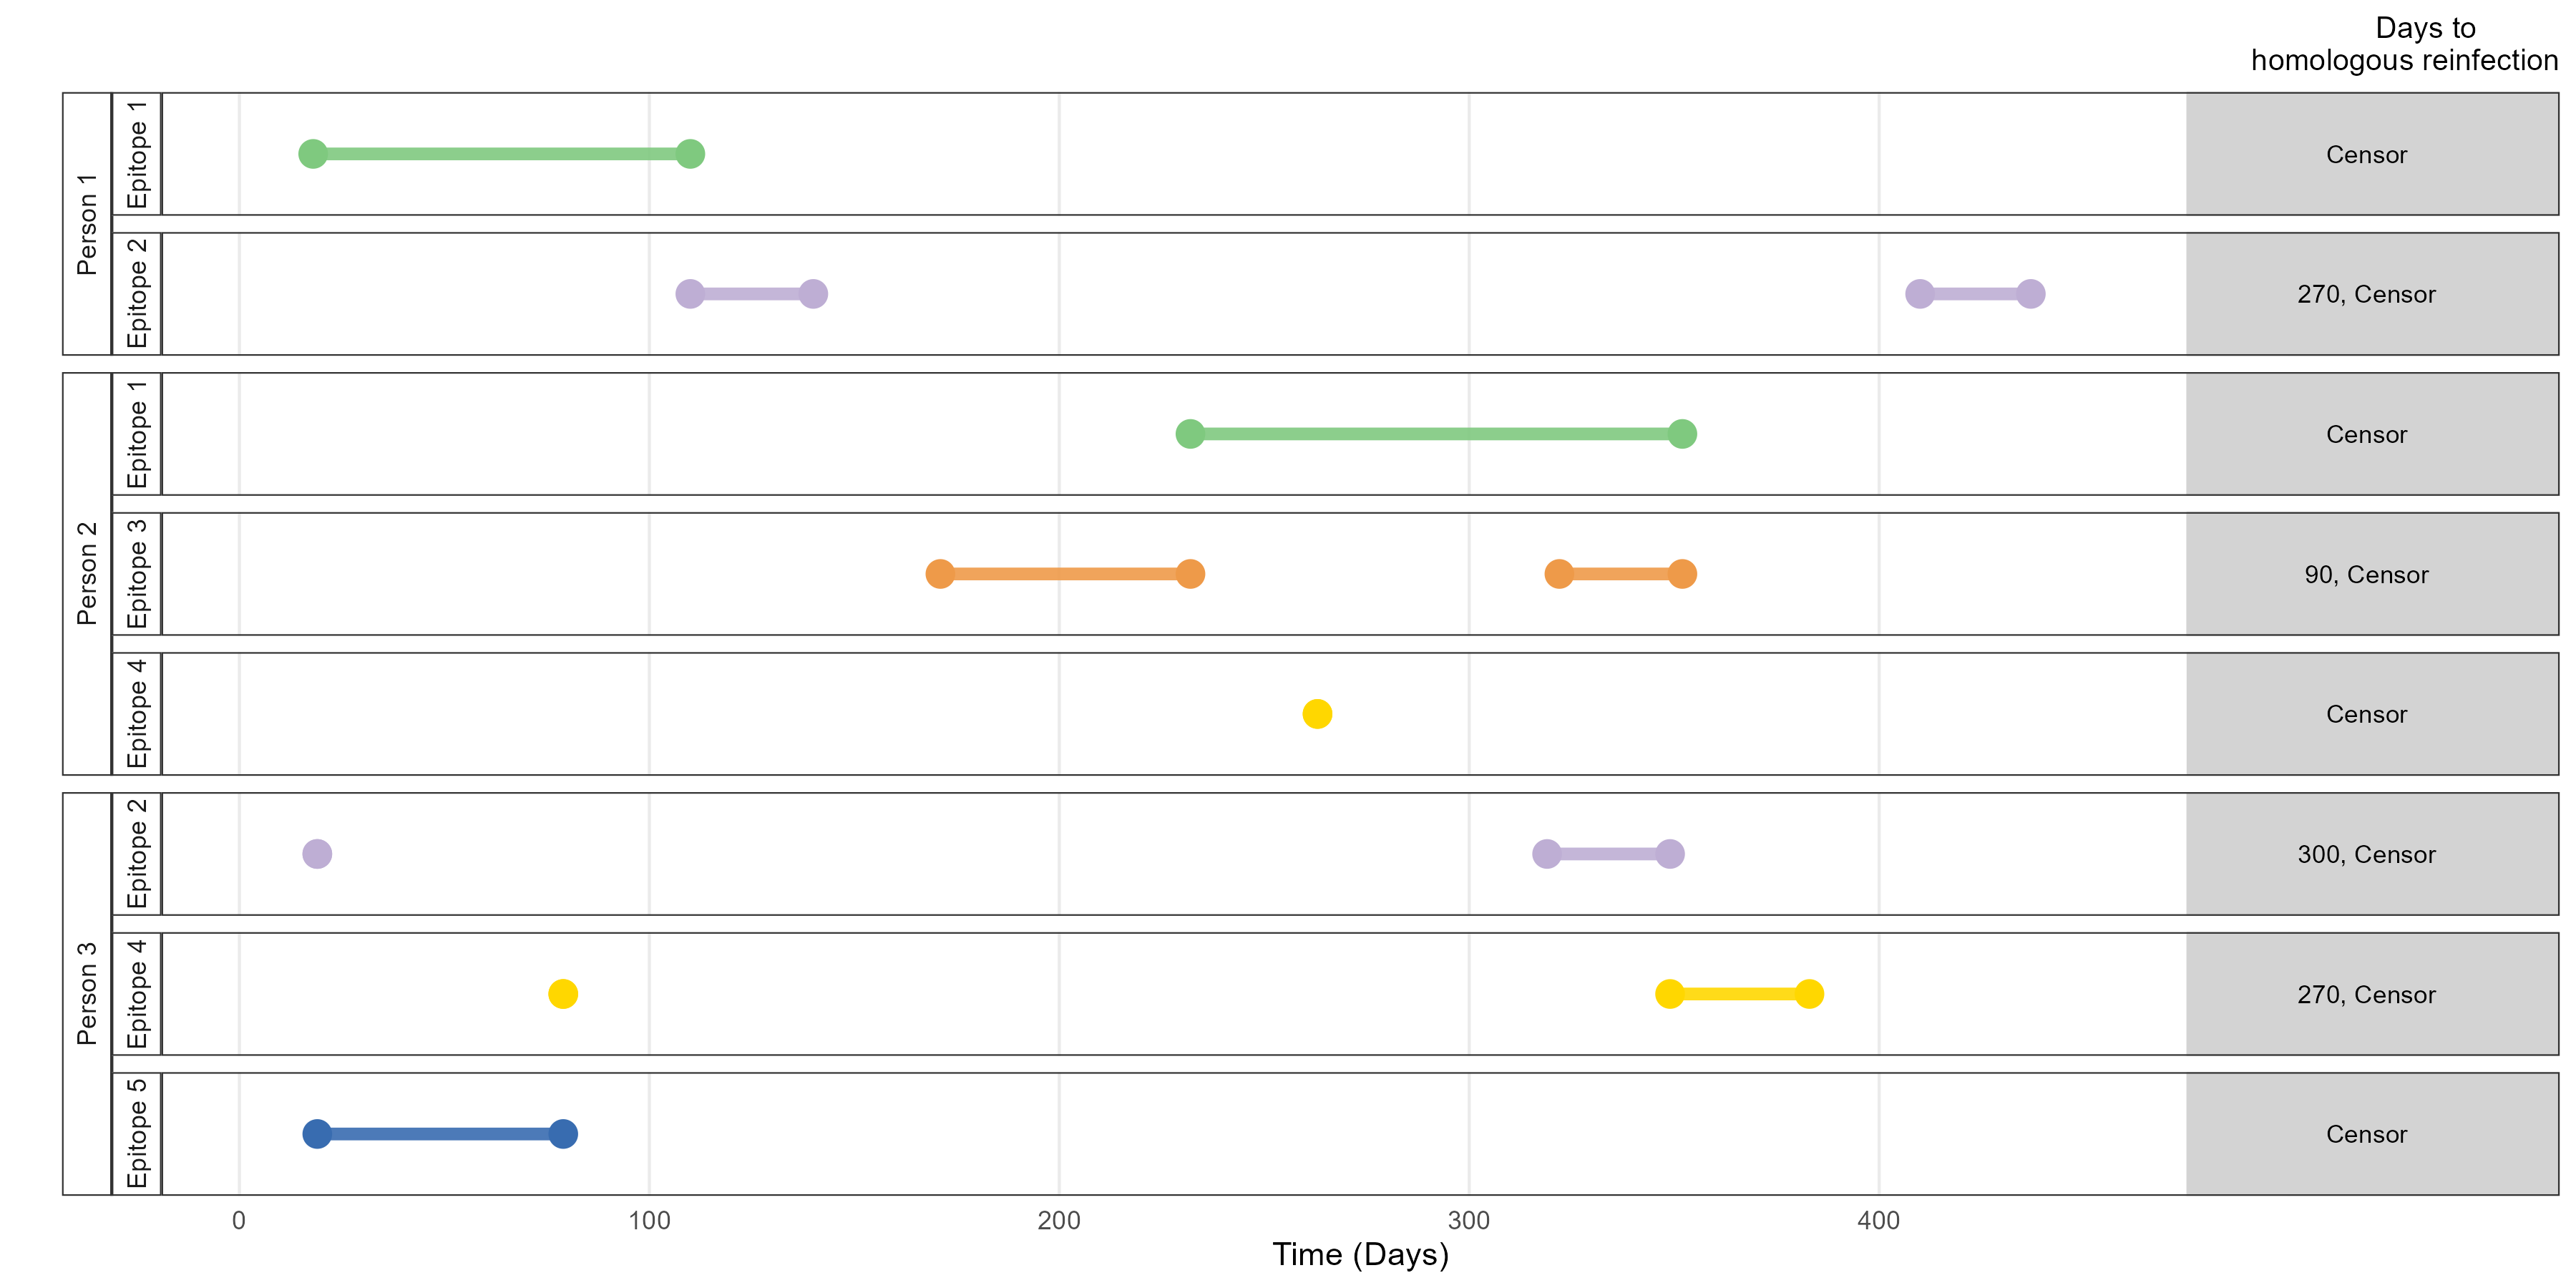 Days to
homologous reinfection
Person 1
Epitope 1
Censor
Epitope 2
270, Censor
Person 2
Epitope 1
Censor
Epitope 3
90, Censor
Epitope 4
Censor
Person 3
Epitope 2
300, Censor
Epitope 4
270, Censor
Epitope 5
Censor
0 100 200 300 400
Time (Days)